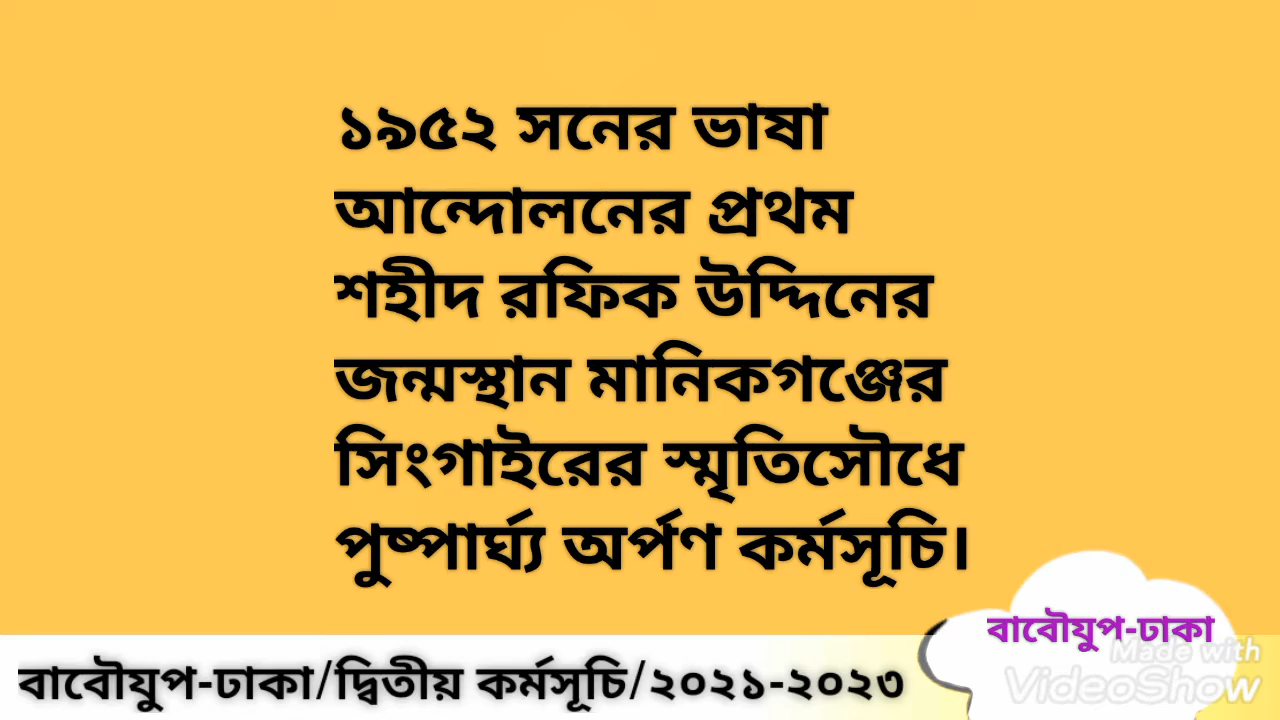 ১৯৫২ সনের ভাষা
আন্দোলনের প্রথম
শহীদ রফিক উদ্দিনের
জন্মস্থান মানিকগঞ্জের
সিংগাইরের স্মৃতিসৌধে
পুষ্পার্ঘ্য অর্পণ কর্মসূচি।
বাবৌযুপ-ঢাকা
Made with
VideoShow
বাবৌযুপ-ঢাকা/দ্বিতীয় কর্মসূচি/২০২১-২০২৩